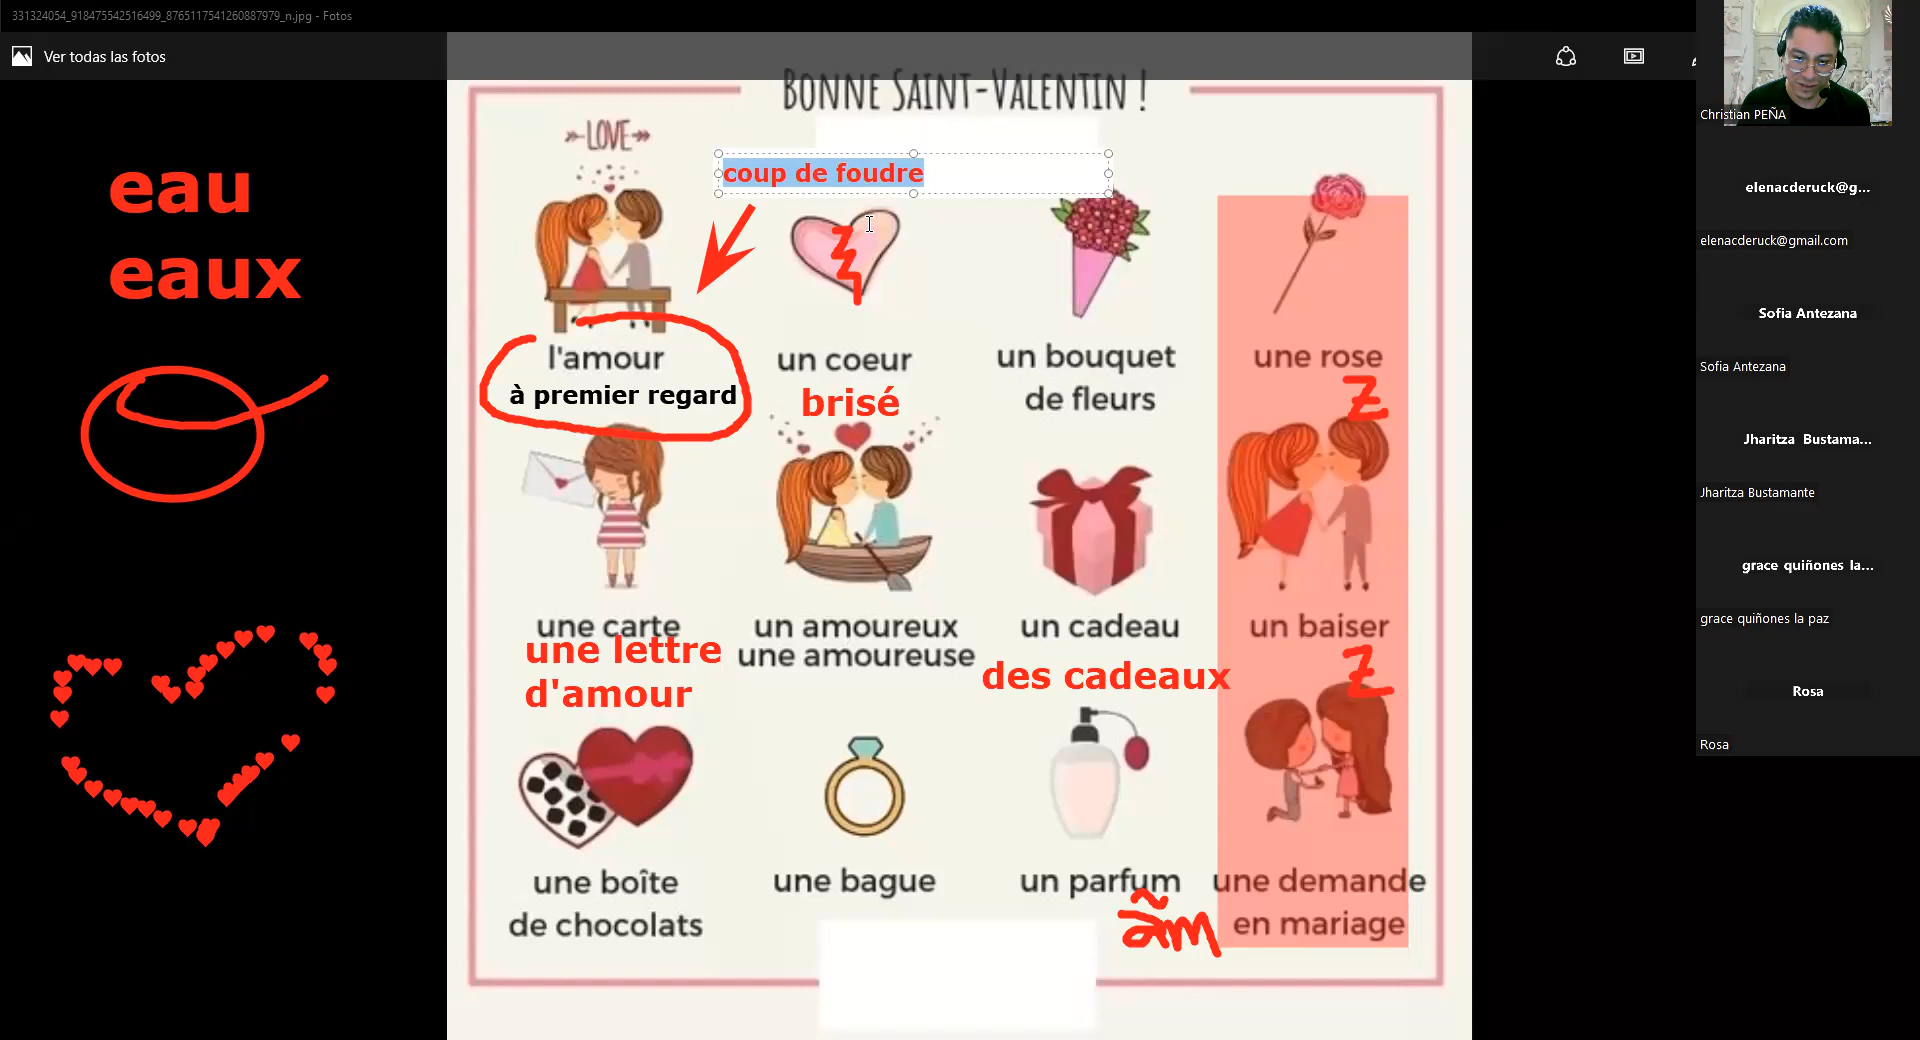 331324054_918475542516499_8765117541260887979_n.jpg - Fotos
Ver todas las fotos
BONNE SAINT-VALENTIN !
LOVE
coup de foudre
eau
eaux
l'amour
à premier regard
un coeur
brisé
un bouquet
de fleurs
une rose
z
une carte
une lettre
d'amour
un amoureux
une amoureuse
un cadeau
des cadeaux
un baiser
z
une boîte
de chocolats
une bague
un parfum
ãm
une demande
en mariage
Christian PEÑA
elenacderuck@g...
elenacderuck@gmail.com
Sofia Antezana
Sofia Antezana
Jharitza Bustama...
Jharitza Bustamante
grace quiñones la...
grace quiñones la paz
Rosa
Rosa